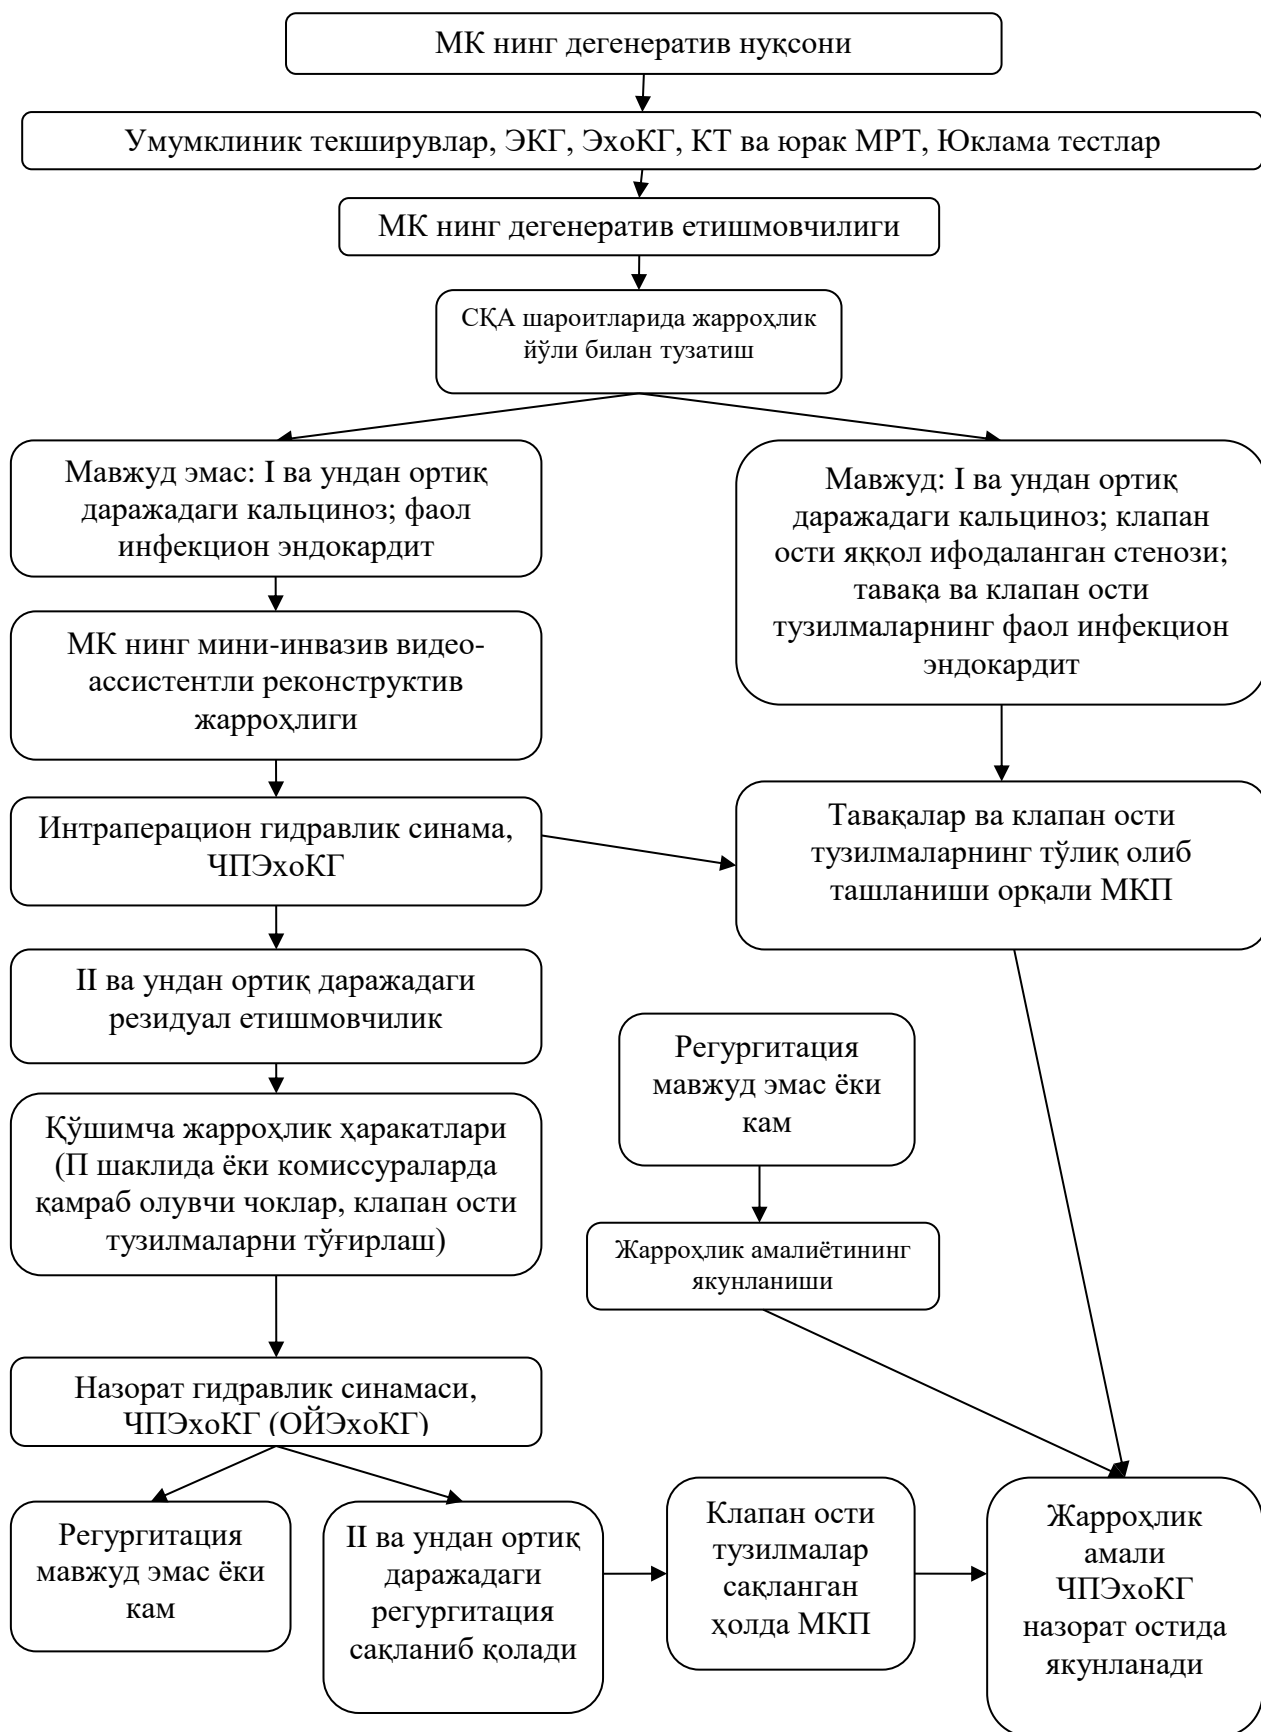 МК нинг дегенератив нуқсони
Умумклиник текширувлар, ЭКГ, ЭхоКГ, КТ ва юрак МРТ, Юклама тестлар
МК нинг дегенератив етишмовчилиги
СҚА шароитларида жарроҳлик
йўли билан тузатиш
Мавжуд эмас: I ва ундан ортиқ
даражадаги кальциноз; фаол
инфекцион эндокардит
Мавжуд: I ва ундан ортиқ
даражадаги кальциноз; клапан
ости яққол ифодаланган стенози;
тавақа ва клапан ости
тузилмаларнинг фаол инфекцион
эндокардит
МК нинг мини-инвазив видео-
ассистентли реконструктив
жарроҳлиги
Интраперацион гидравлик синама,
ЧПЭхоКГ
Тавақалар ва клапан ости
тузилмаларнинг тўлиқ олиб
ташланиши орқали МКП
II ва ундан ортиқ даражадаги
резидуал етишмовчилик
Регургитация
мавжуд эмас ёки
кам
Қўшимча жарроҳлик ҳаракатлари
(П шаклида ёки комиссураларда
қамраб олувчи чоклар, клапан ости
тузилмаларни тўғирлаш)
Жарроҳлик амалиётининг
якунланиши
Назорат гидравлик синамаси,
ЧПЭхоКГ (ОЙЭхоКГ)
Регургитация
мавжуд эмас ёки
кам
II ва ундан ортиқ
даражадаги
регургитация
сақланиб қолади
Клапан ости
тузилмалар
сақланган
ҳолда МКП
Жарроҳлик
амали
ЧПЭхоКГ
назорат остида
якунланади